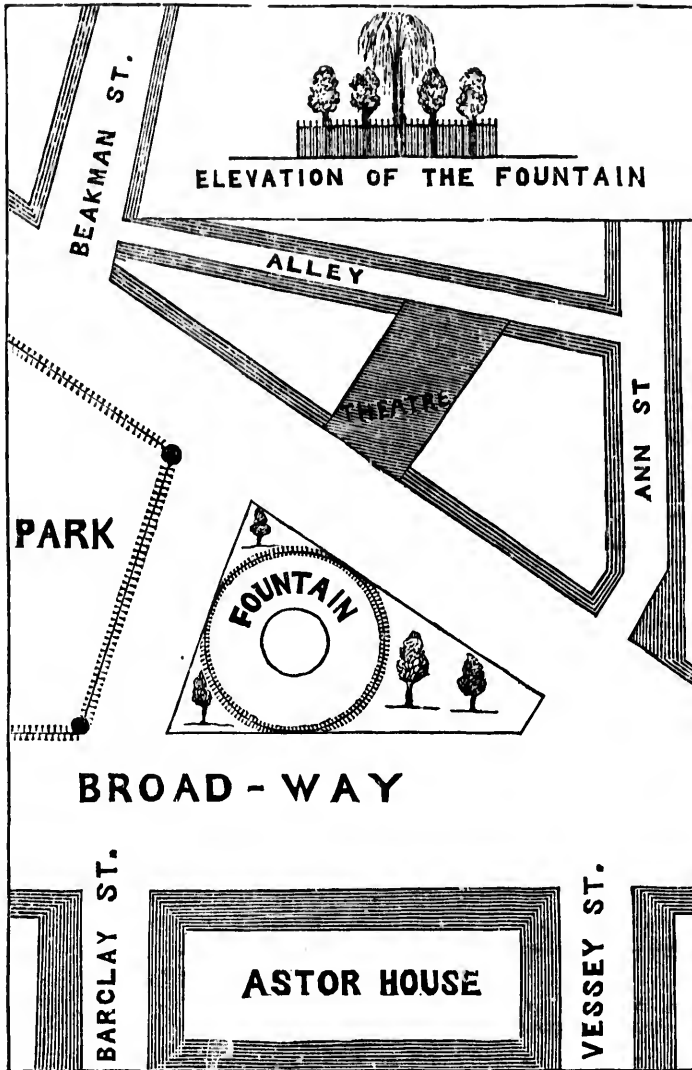 BEAKMAN ST.
ELEVATION OF THE FOUNTAIN
ALLEY
THEATRE
ANN ST
PARK
FOUNTAIN
BROAD-WAY
BARCLAY ST.
ASTOR HOUSE
VESSEY ST.